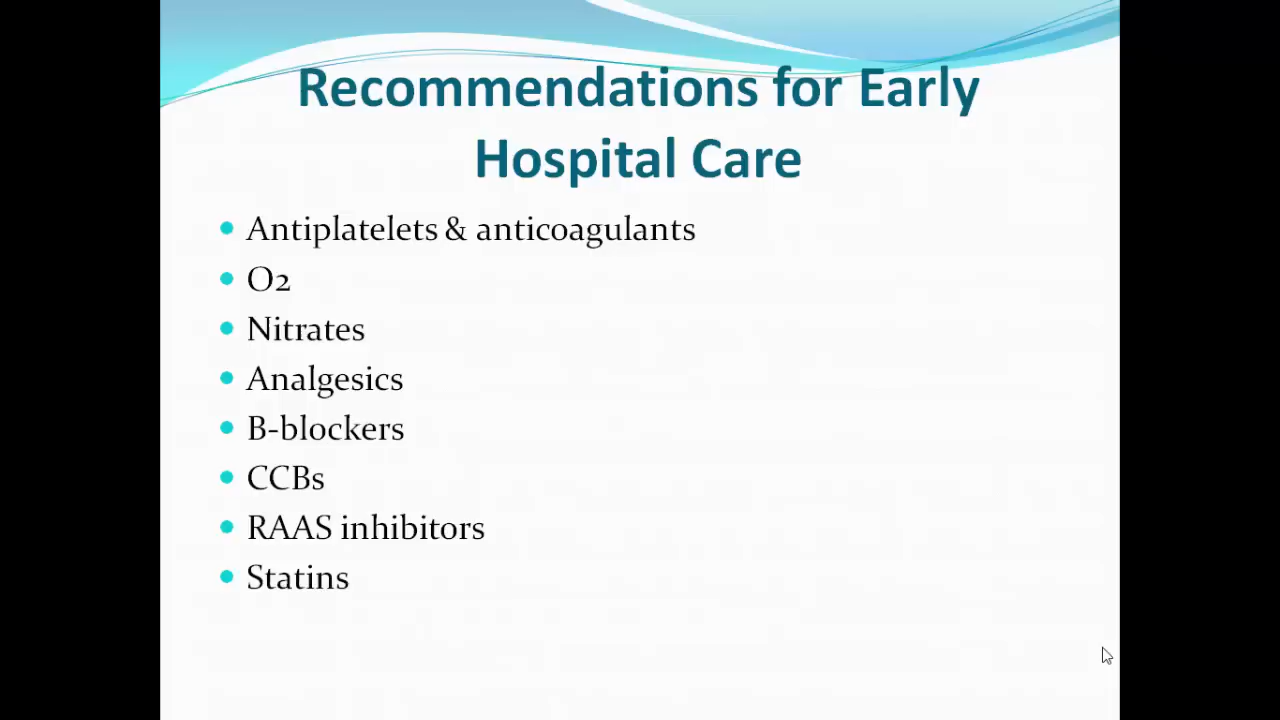 Recommendations for Early
Hospital Care
• Antiplatelets & anticoagulants
• O2
• Nitrates
• Analgesics
• B-blockers
• CCBs
• RAAS inhibitors
• Statins